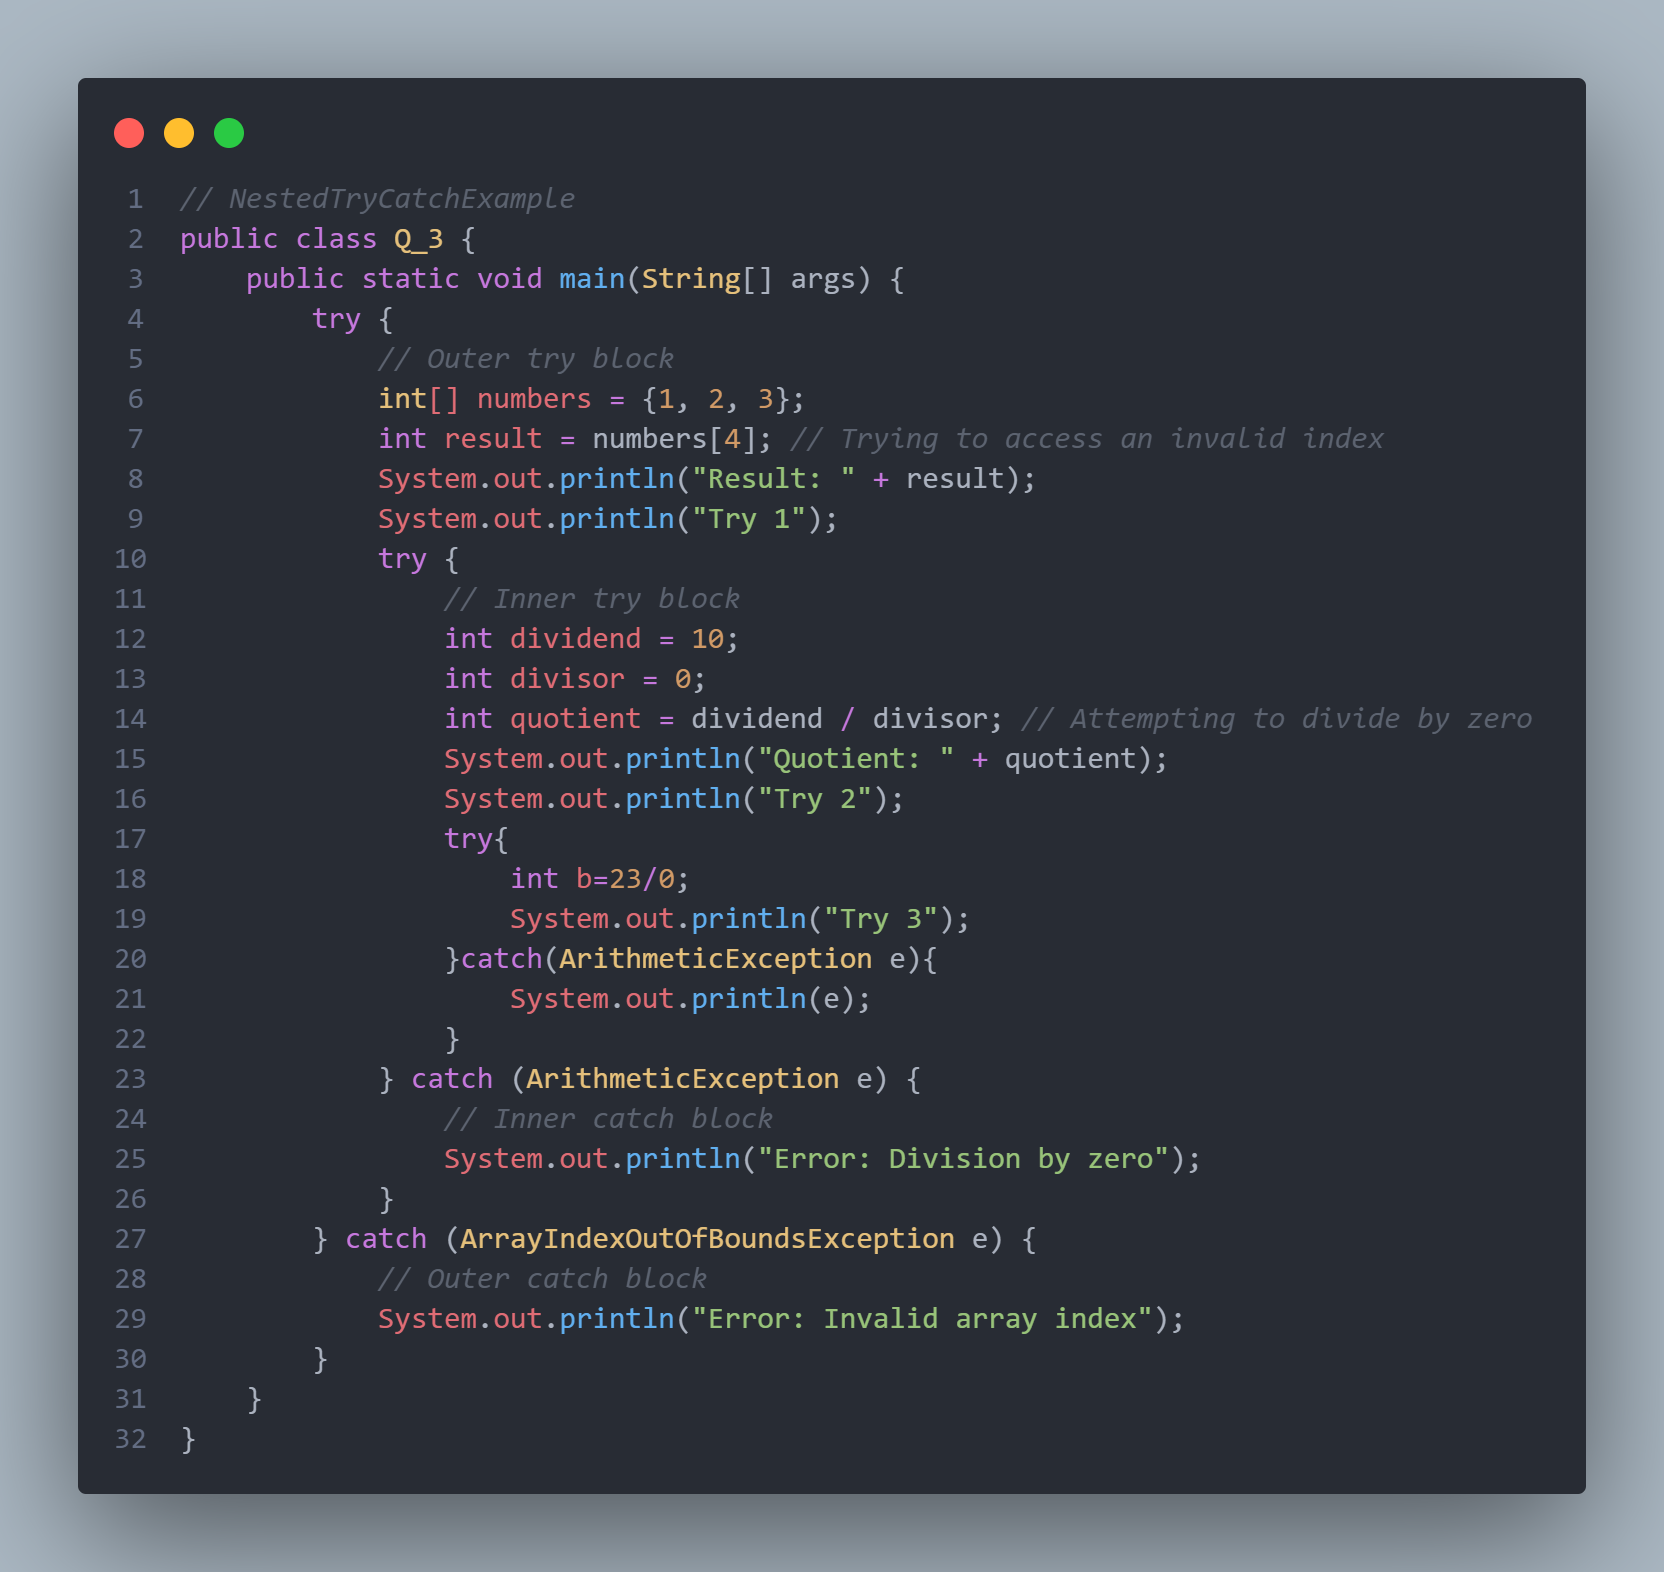 1 // NestedTryCatchExample
2 public class Q_3 {
3     public static void main(String[] args) {
4         try {
5             // Outer try block
6             int[] numbers = {1, 2, 3};
7             int result = numbers[4]; // Trying to access an invalid index
8             System.out.println("Result: " + result);
9             System.out.println("Try 1");
10             try {
11                 // Inner try block
12                 int dividend = 10;
13                 int divisor = 0;
14                 int quotient = dividend / divisor; // Attempting to divide by zero
15                 System.out.println("Quotient: " + quotient);
16                 System.out.println("Try 2");
17                 try{
18                     int b=23/0;
19                     System.out.println("Try 3");
20                 }catch(ArithmeticException e){
21                     System.out.println(e);
22                 }
23             } catch (ArithmeticException e) {
24                 // Inner catch block
25                 System.out.println("Error: Division by zero");
26             }
27         } catch (ArrayIndexOutOfBoundsException e) {
28             // Outer catch block
29             System.out.println("Error: Invalid array index");
30         }
31     }
32 }